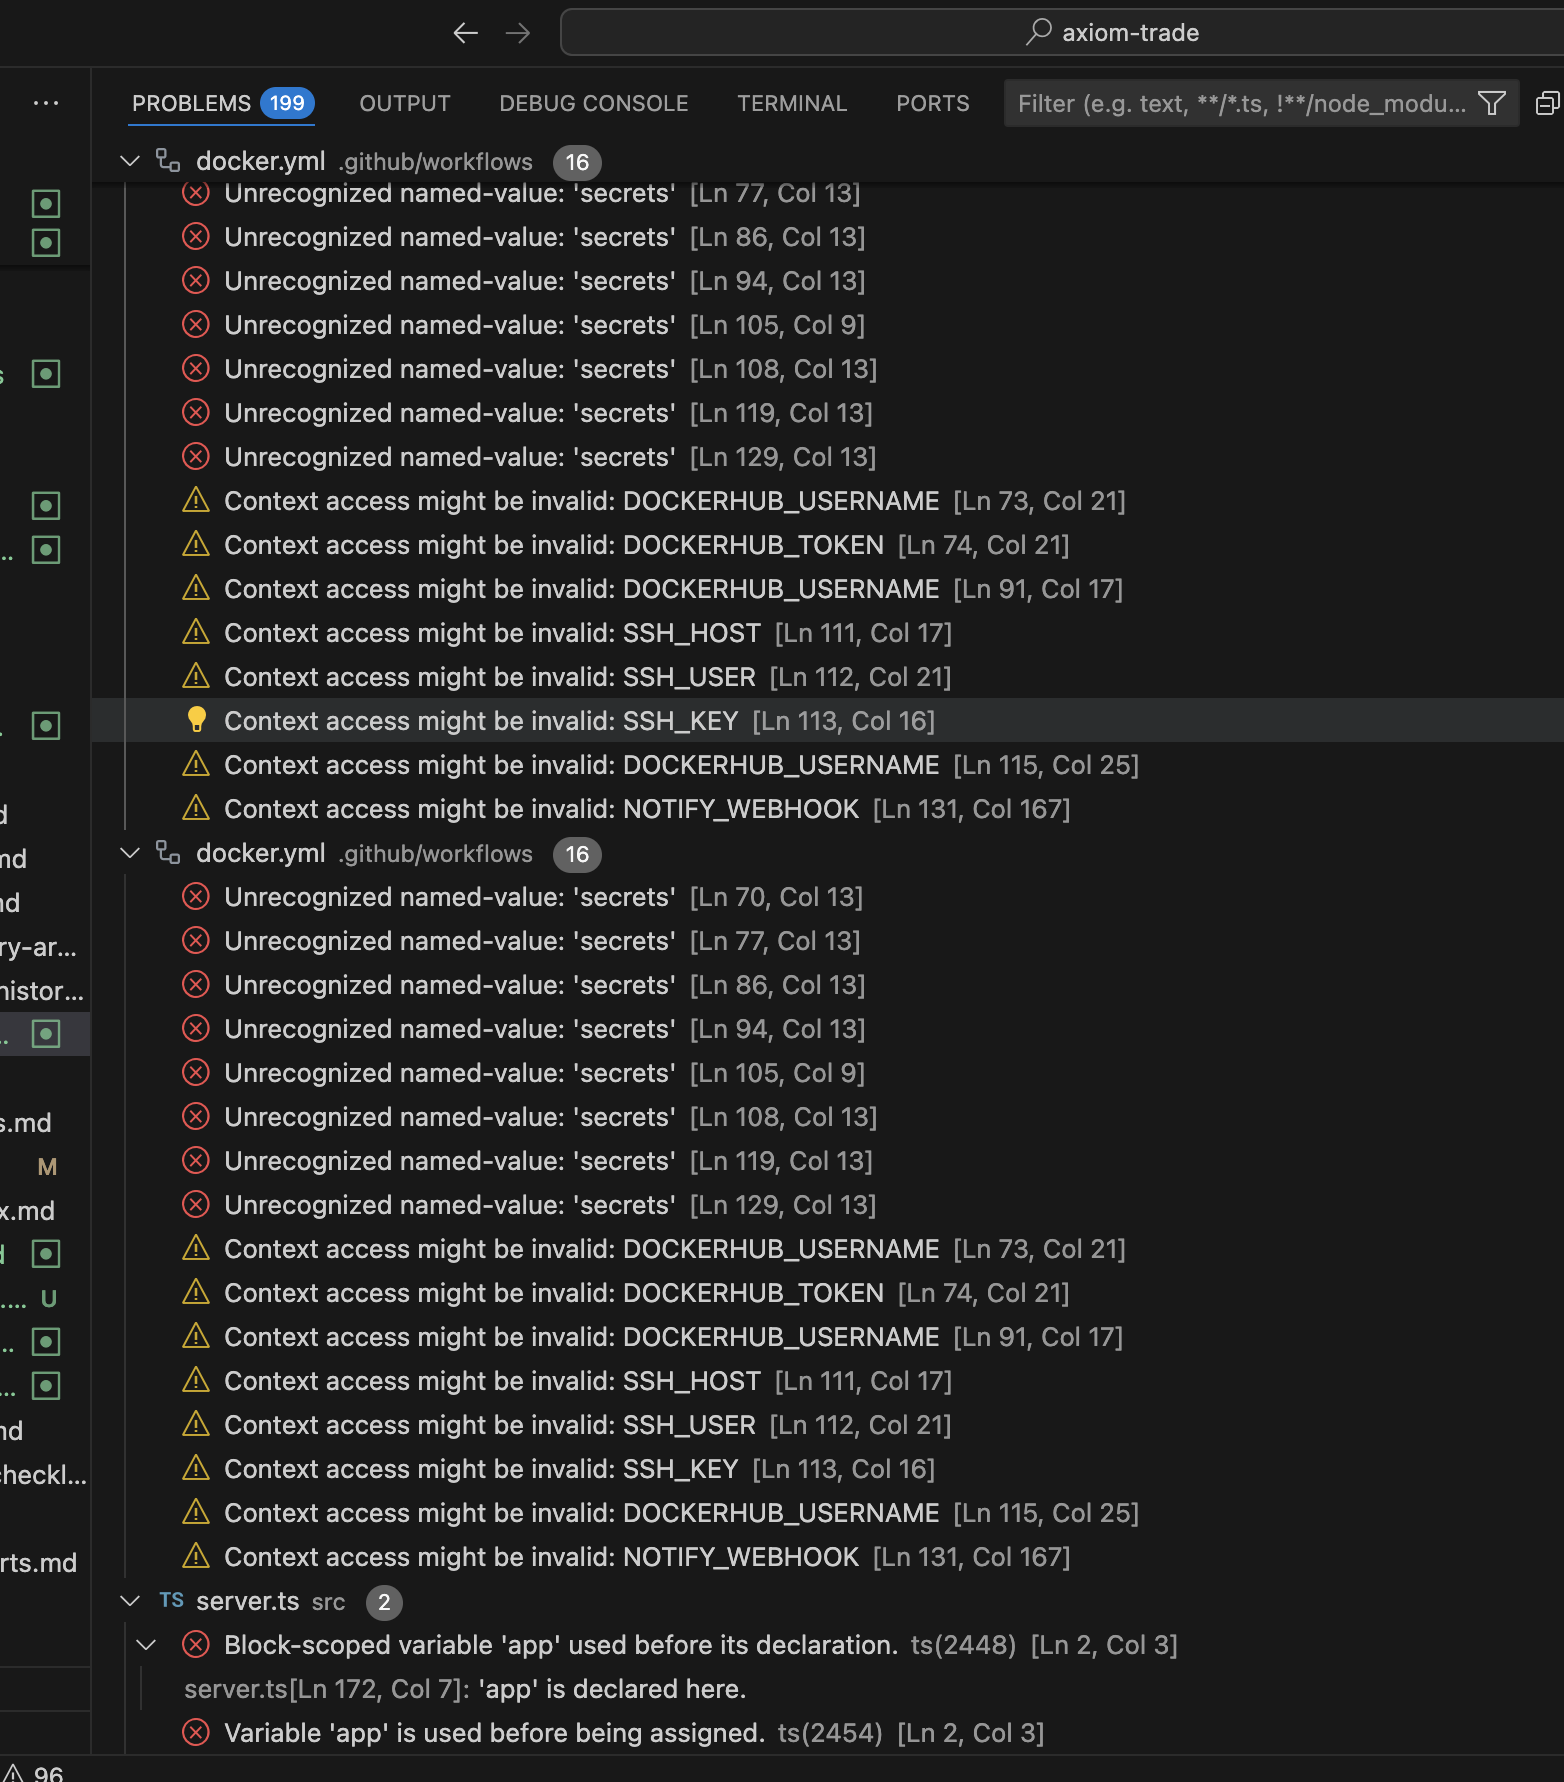 axiom-trade
PROBLEMS 199 OUTPUT DEBUG CONSOLE TERMINAL PORTS Filter (e.g. text, **/*.ts, !**/node_modu...
docker.yml .github/workflows 16
Unrecognized named-value: 'secrets' [Ln 77, Col 13]
Unrecognized named-value: 'secrets' [Ln 86, Col 13]
Unrecognized named-value: 'secrets' [Ln 94, Col 13]
Unrecognized named-value: 'secrets' [Ln 105, Col 9]
s
Unrecognized named-value: 'secrets' [Ln 108, Col 13]
Unrecognized named-value: 'secrets' [Ln 119, Col 13]
Unrecognized named-value: 'secrets' [Ln 129, Col 13]
Context access might be invalid: DOCKERHUB_USERNAME [Ln 73, Col 21]
.. Context access might be invalid: DOCKERHUB_TOKEN [Ln 74, Col 21]
Context access might be invalid: DOCKERHUB_USERNAME [Ln 91, Col 17]
Context access might be invalid: SSH_HOST [Ln 111, Col 17]
Context access might be invalid: SSH_USER [Ln 112, Col 21]
. Context access might be invalid: SSH_KEY [Ln 113, Col 16]
Context access might be invalid: DOCKERHUB_USERNAME [Ln 115, Col 25]
d Context access might be invalid: NOTIFY_WEBHOOK [Ln 131, Col 167]
md docker.yml .github/workflows 16
nd Unrecognized named-value: 'secrets' [Ln 70, Col 13]
ry-ar... Unrecognized named-value: 'secrets' [Ln 77, Col 13]
histor... Unrecognized named-value: 'secrets' [Ln 86, Col 13]
.. Unrecognized named-value: 'secrets' [Ln 94, Col 13]
Unrecognized named-value: 'secrets' [Ln 105, Col 9]
s.md Unrecognized named-value: 'secrets' [Ln 108, Col 13]
M Unrecognized named-value: 'secrets' [Ln 119, Col 13]
x.md Unrecognized named-value: 'secrets' [Ln 129, Col 13]
d Context access might be invalid: DOCKERHUB_USERNAME [Ln 73, Col 21]
.... U Context access might be invalid: DOCKERHUB_TOKEN [Ln 74, Col 21]
.. Context access might be invalid: DOCKERHUB_USERNAME [Ln 91, Col 17]
... Context access might be invalid: SSH_HOST [Ln 111, Col 17]
nd Context access might be invalid: SSH_USER [Ln 112, Col 21]
checkl... Context access might be invalid: SSH_KEY [Ln 113, Col 16]
Context access might be invalid: DOCKERHUB_USERNAME [Ln 115, Col 25]
rts.md Context access might be invalid: NOTIFY_WEBHOOK [Ln 131, Col 167]
TS server.ts src 2
Block-scoped variable 'app' used before its declaration. ts(2448) [Ln 2, Col 3]
server.ts[Ln 172, Col 7]: 'app' is declared here.
Variable 'app' is used before being assigned. ts(2454) [Ln 2, Col 3]
96